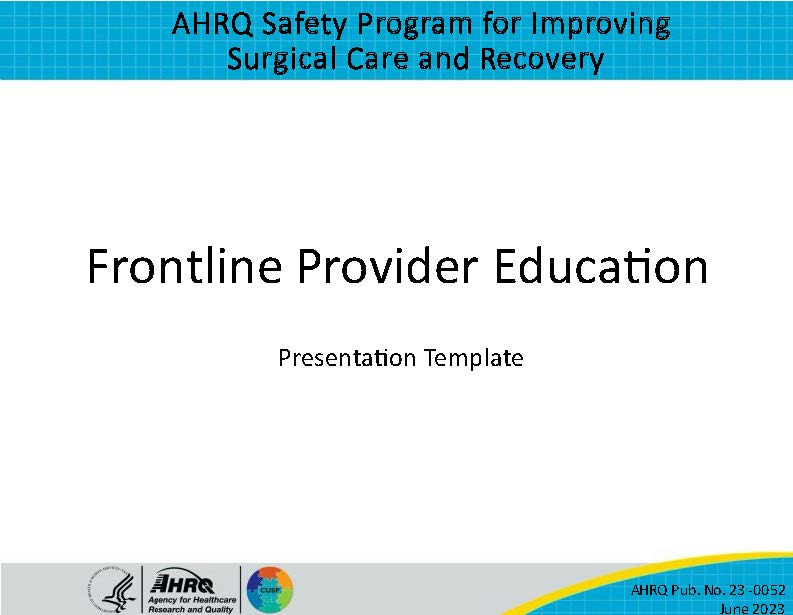 AHRQ Safety Program for Improving
Surgical Care and Recovery
Frontline Provider Education
Presentation Template
AHRQ
Agency for Healthcare
Research and Quality
CUSP
AHRQ Pub. No. 23 -0052
June 2023